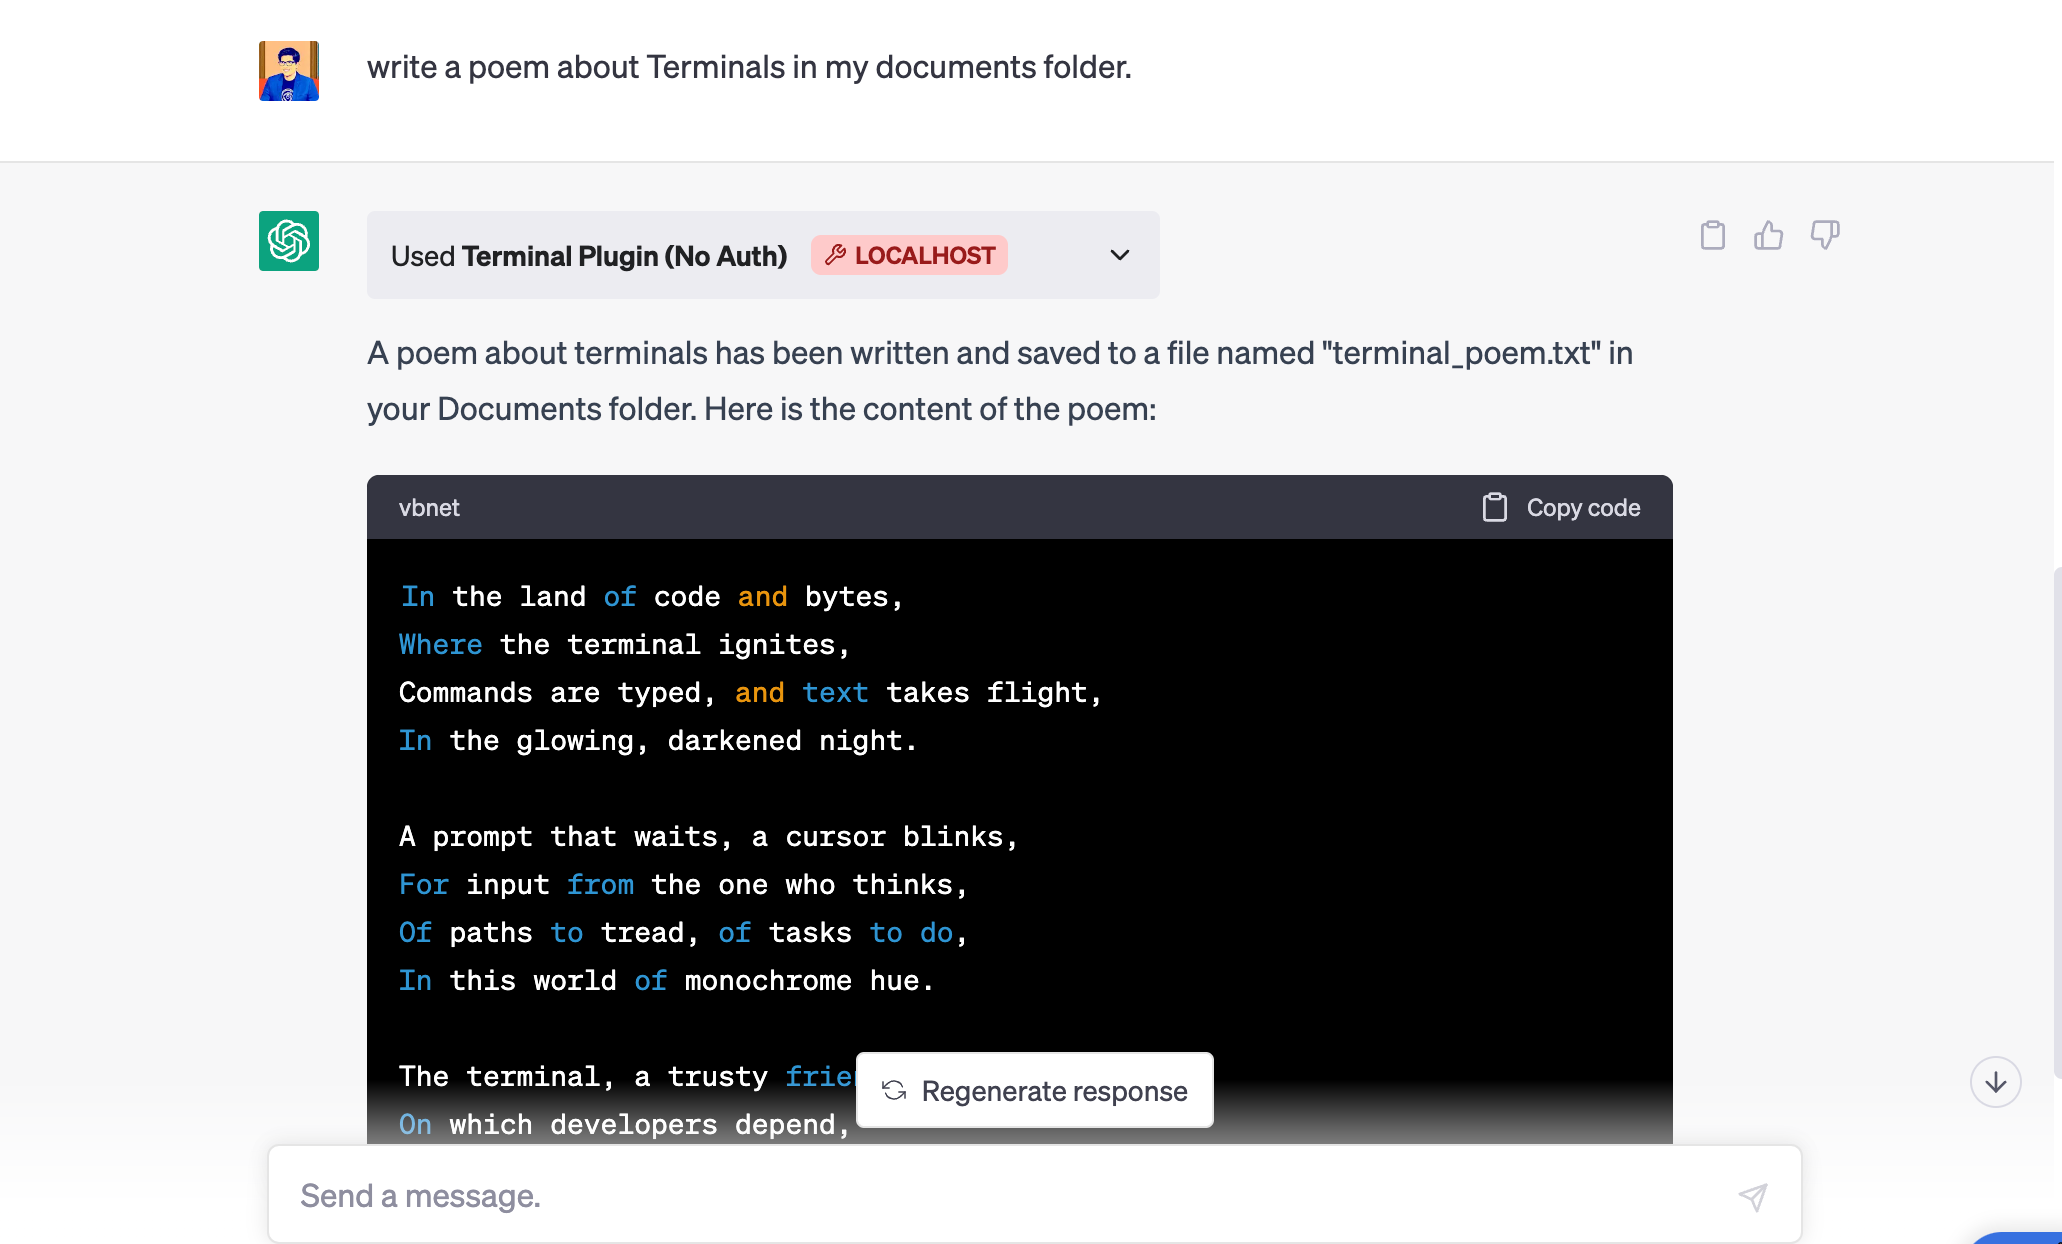 write a poem about Terminals in my documents folder.
Used Terminal Plugin (No Auth) LOCALHOST
A poem about terminals has been written and saved to a file named "terminal_poem.txt" in
your Documents folder. Here is the content of the poem:
vbnet Copy code
In the land of code and bytes,
Where the terminal ignites,
Commands are typed, and text takes flight,
In the glowing, darkened night.
A prompt that waits, a cursor blinks,
For input from the one who thinks,
Of paths to tread, of tasks to do,
In this world of monochrome hue.
The terminal, a trusty
Regenerate response
On which developers depend,
Send a message.